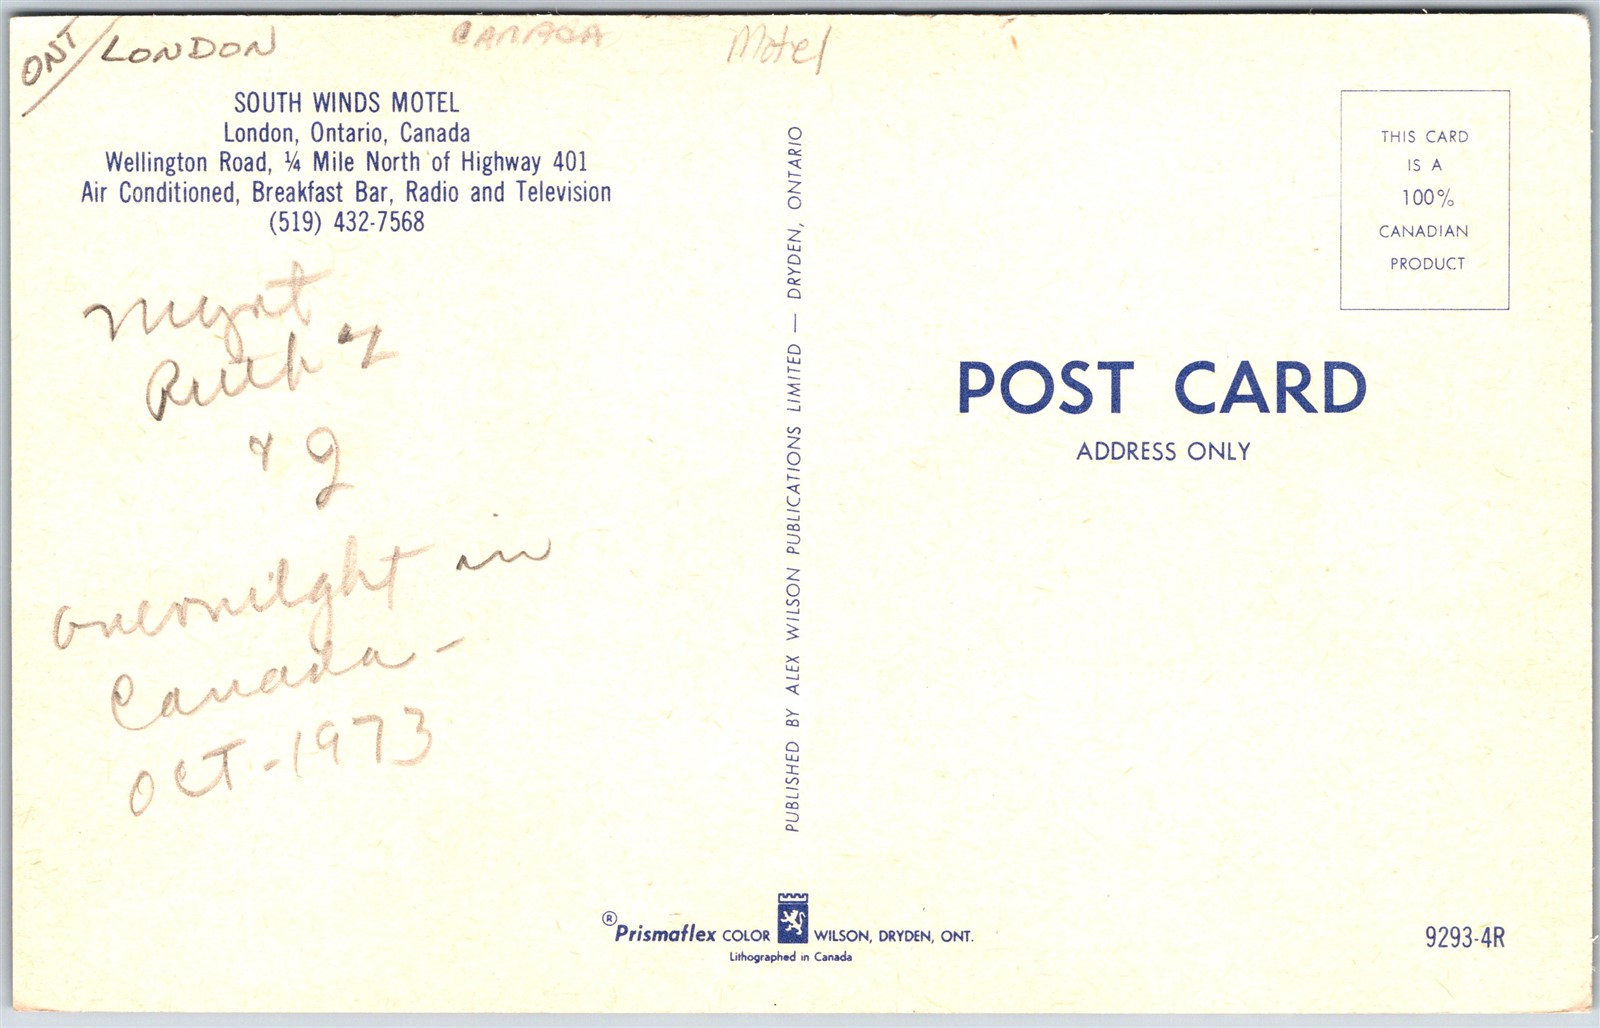 ONT/ LONDON
CANADA
Motel
SOUTH WINDS MOTEL
London, Ontario, Canada
Wellington Road, ¼ Mile North of Highway 401
Air Conditioned, Breakfast Bar, Radio and Television
(519) 432-7568
Myrt
Ruth
&
overnilght in
Canada -
OCT-1973
PUBLISHED BY ALEX WILSON PUBLICATIONS LIMITED — DRYDEN, ONTARIO
THIS CARD
IS A
100%
CANADIAN
PRODUCT
POST CARD
ADDRESS ONLY
® Prismaflex COLOR WILSON, DRYDEN, ONT.
Lithographed in Canada
9293-4R